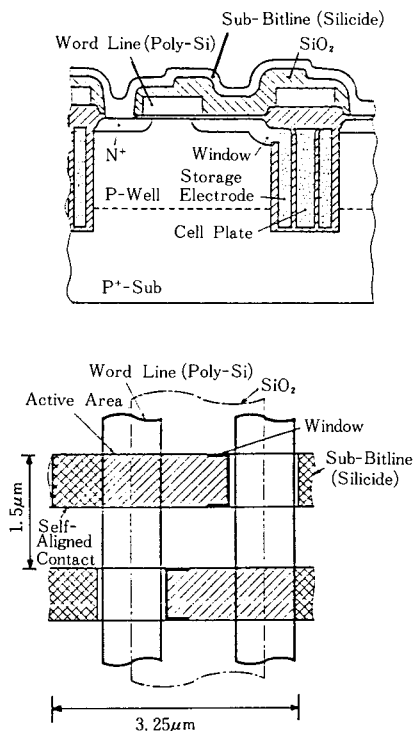 Sub-Bitline (Silicide)
Word Line (Poly-Si)
SiO₂
N⁺
Window
P-Well
Storage
Electrode
Cell Plate
P⁺-Sub
Word Line (Poly-Si)
SiO₂
Active Area
Window
Sub-Bitline
(Silicide)
1.5μm
Self-
Aligned
Contact
3.25μm